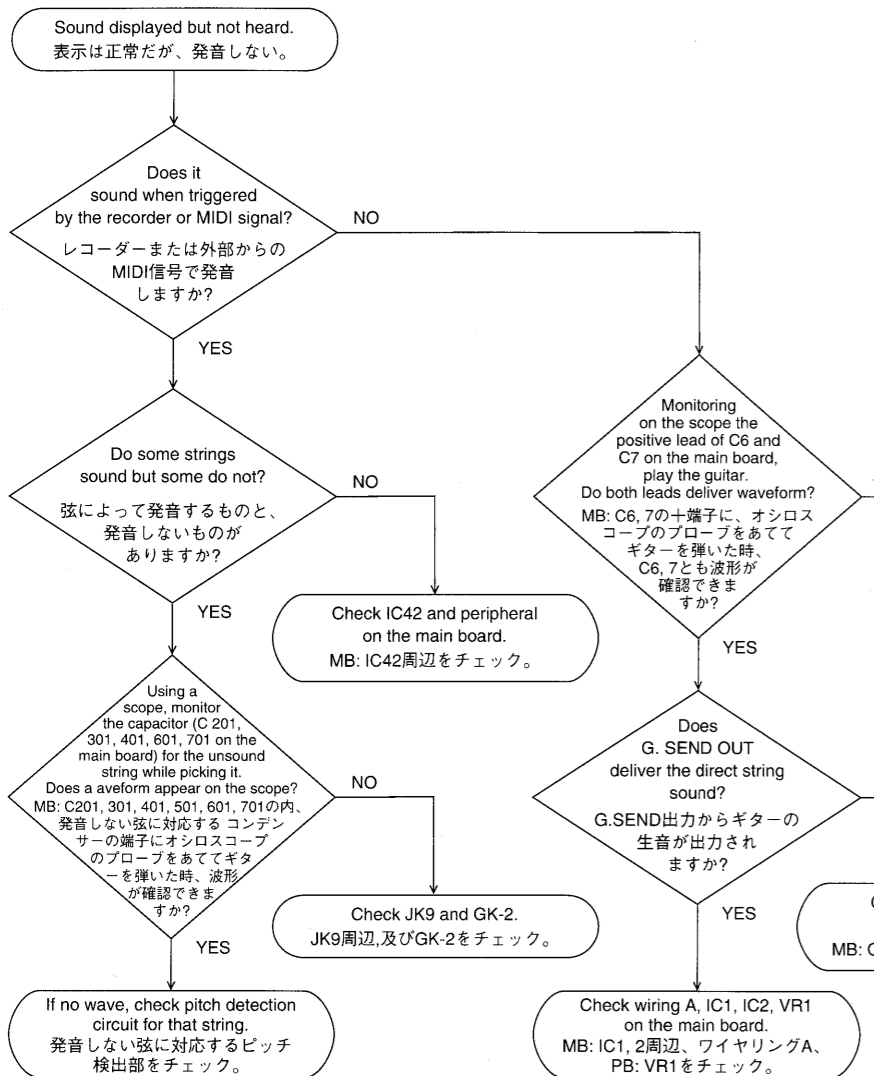 Sound displayed but not heard.
表示は正常だが、発音しない。
Does it
sound when triggered
by the recorder or MIDI signal?
レコーダーまたは外部からの
MIDI信号で発音
しますか?
NO
YES
Do some strings
sound but some do not?
弦によって発音するものと、
発音しないものが
ありますか?
NO
YES
Check IC42 and peripheral
on the main board.
MB: IC42周辺をチェック。
Using a
scope, monitor
the capacitor (C 201,
301, 401, 601, 701 on the
main board) for the unsound
string while picking it.
Does a aveform appear on the scope?
MB: C201, 301, 401, 501, 601, 701の内、
発音しない弦に対応する コンデン
サーの端子にオシロスコープ
のプローブをあててギタ
ーを弾いた時、波形
が確認できま
すか?
NO
YES
Check JK9 and GK-2.
JK9周辺,及びGK-2をチェック。
If no wave, check pitch detection
circuit for that string.
発音しない弦に対応するピッチ
検出部をチェック。
Monitoring
on the scope the
positive lead of C6 and
C7 on the main board,
play the guitar.
Do both leads deliver waveform?
MB: C6, 7の＋端子に、オシロス
コープのプローブをあてて
ギターを弾いた時、
C6, 7とも波形が
確認できま
すか?
YES
Does
G. SEND OUT
deliver the direct string
sound?
G.SEND出力からギターの
生音が出力され
ますか?
YES
MB: C
Check wiring A, IC1, IC2, VR1
on the main board.
MB: IC1, 2周辺、ワイヤリングA、
PB: VR1をチェック。